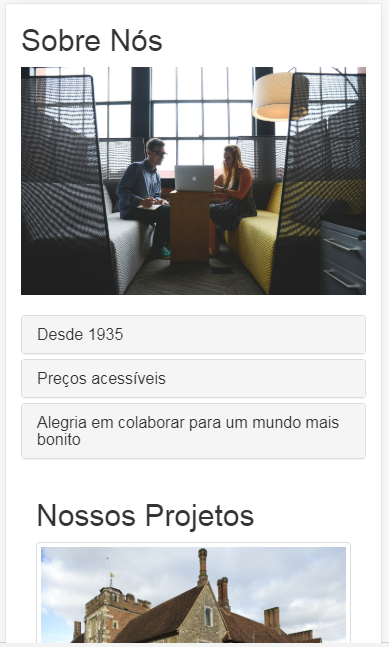 Sobre Nós
Desde 1935
Preços acessíveis
Alegria em colaborar para um mundo mais
bonito
Nossos Projetos